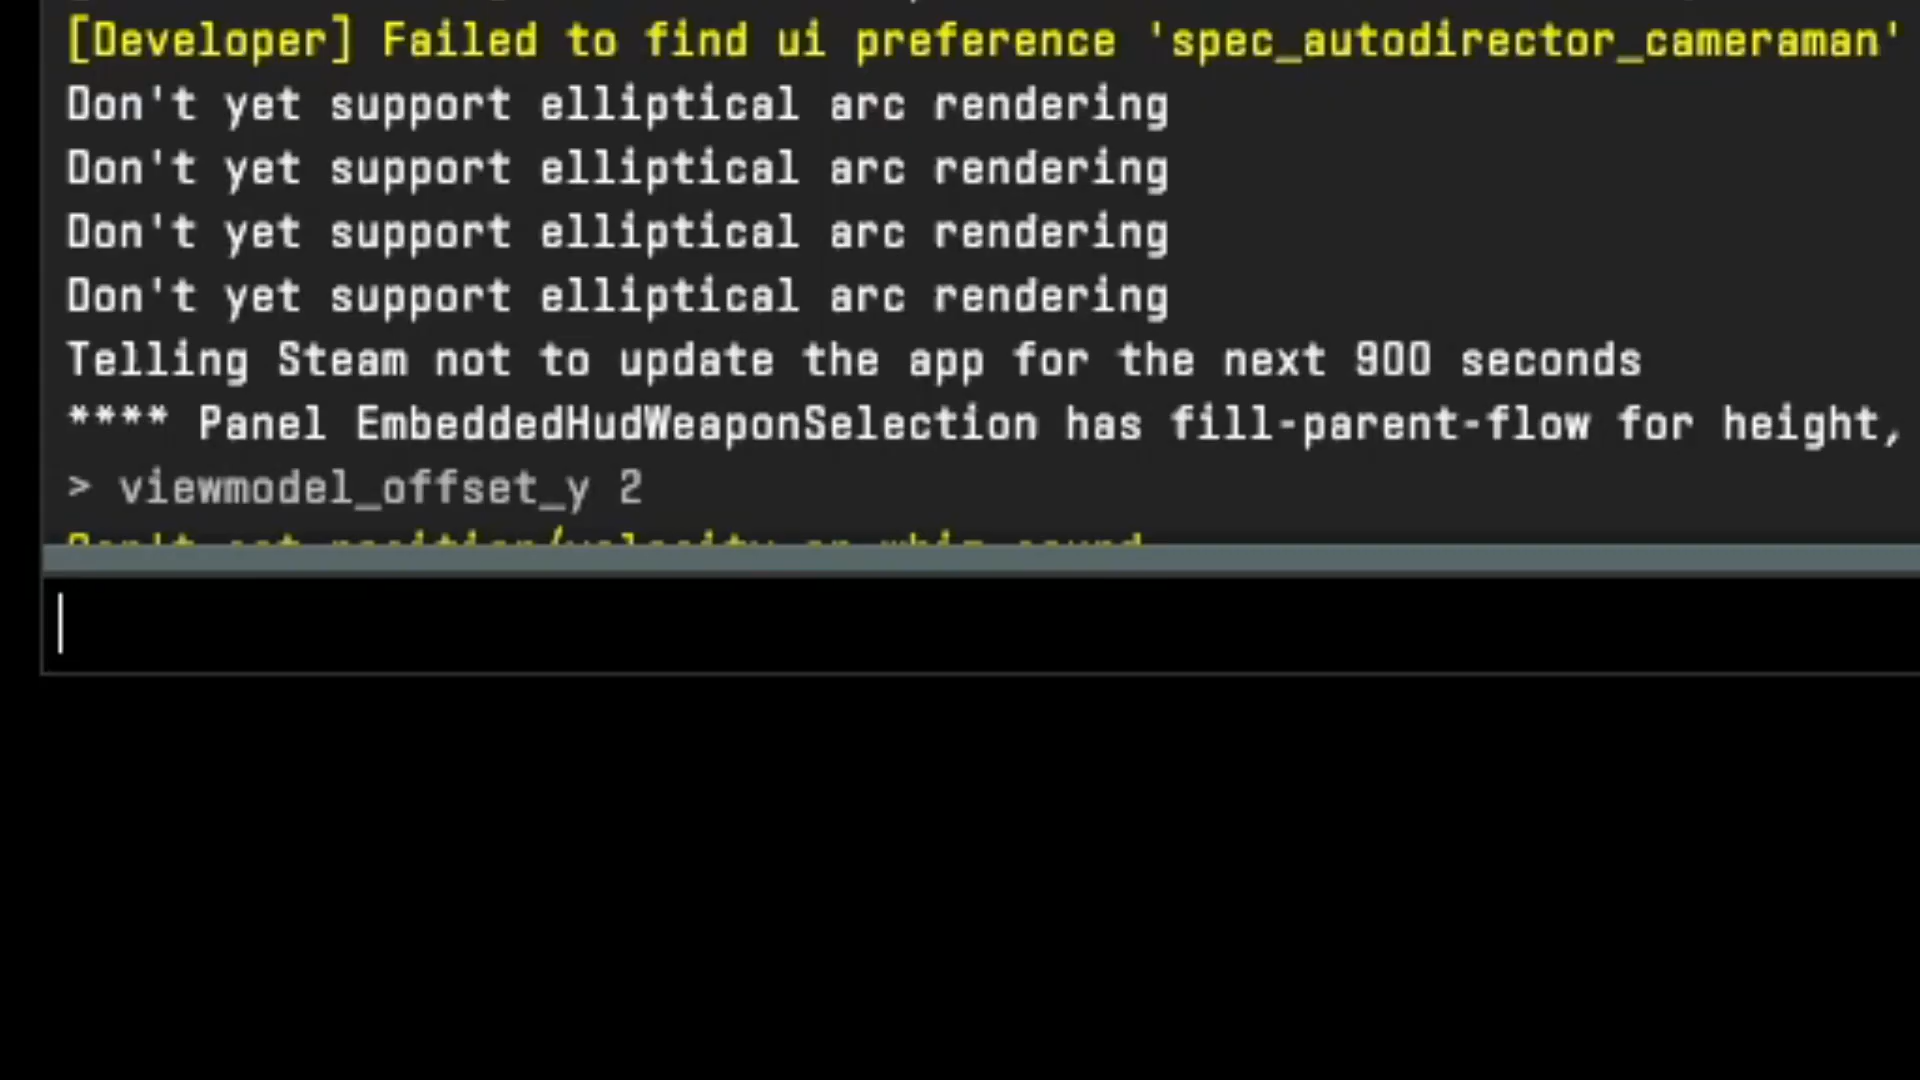 [Developer] Failed to find ui preference 'spec_autodirector_cameraman'
Don't yet support elliptical arc rendering
Don't yet support elliptical arc rendering
Don't yet support elliptical arc rendering
Don't yet support elliptical arc rendering
Telling Steam not to update the app for the next 900 seconds
**** Panel EmbeddedHudWeaponSelection has fill-parent-flow for height,
> viewmodel_offset_y 2